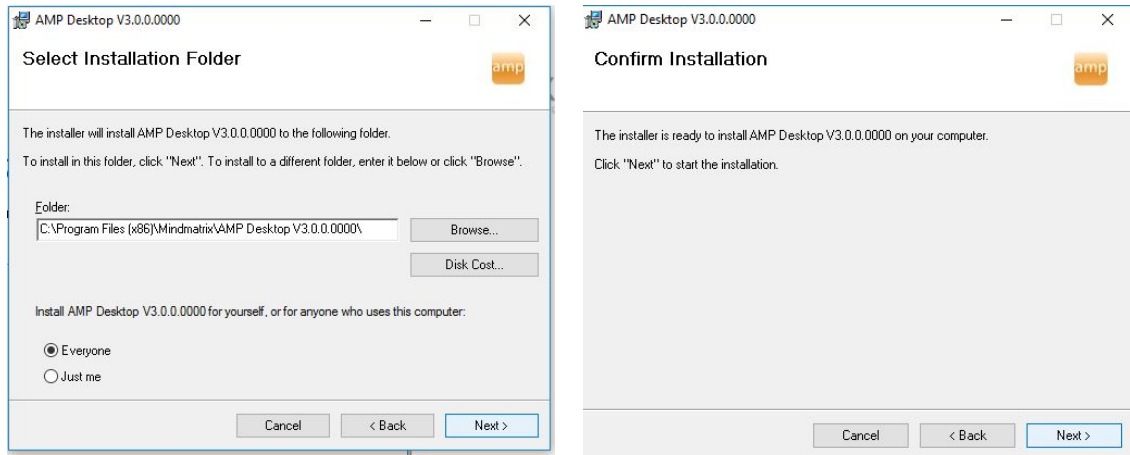 AMP Desktop V3.0.0.0000
Select Installation Folder
amp
The installer will install AMP Desktop V3.0.0.0000 to the following folder.
To install in this folder, click "Next". To install to a different folder, enter it below or click "Browse".
Folder:
C:\Program Files (x86)\Mindmatrix\AMP Desktop V3.0.0.0000\
Browse...
Disk Cost...
Install AMP Desktop V3.0.0.0000 for yourself, or for anyone who uses this computer:
Everyone
Just me
Cancel
< Back
Next >
AMP Desktop V3.0.0.0000
Confirm Installation
amp
The installer is ready to install AMP Desktop V3.0.0.0000 on your computer.
Click "Next" to start the installation.
Cancel
< Back
Next >